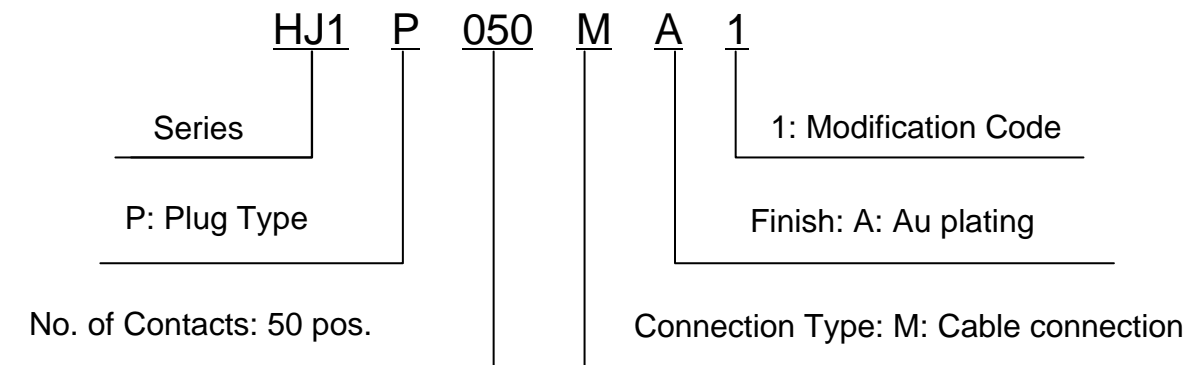 HJ1 P 050 M A 1
Series
1: Modification Code
P: Plug Type
Finish: A: Au plating
No. of Contacts: 50 pos.
Connection Type: M: Cable connection